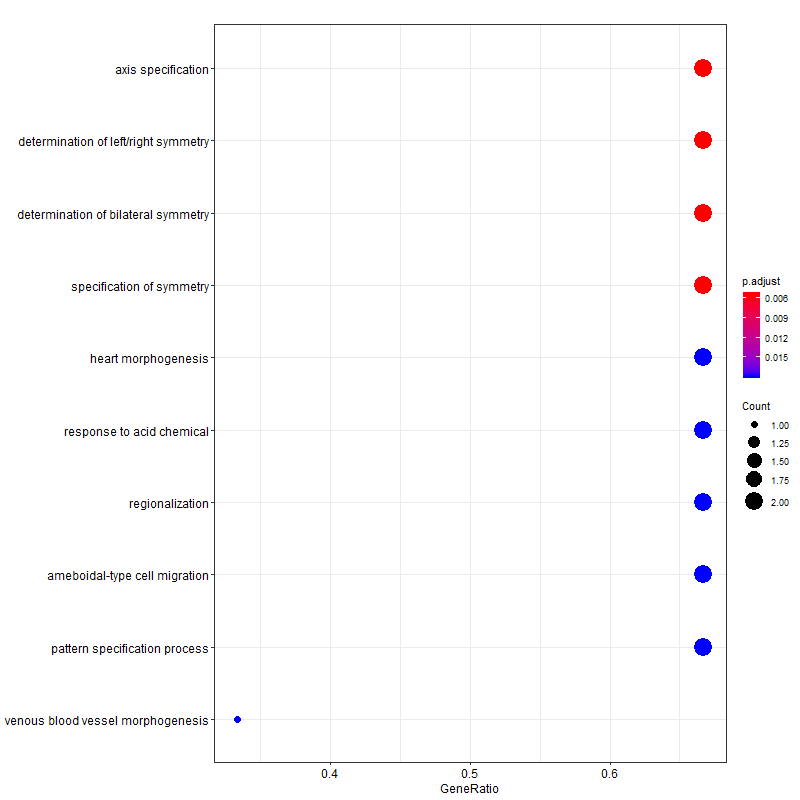 axis specification
determination of left/right symmetry
determination of bilateral symmetry
specification of symmetry
heart morphogenesis
response to acid chemical
regionalization
ameboidal-type cell migration
pattern specification process
venous blood vessel morphogenesis
0.4 0.5 0.6
GeneRatio
p.adjust
0.006
0.009
0.012
0.015
Count
1.00
1.25
1.50
1.75
2.00